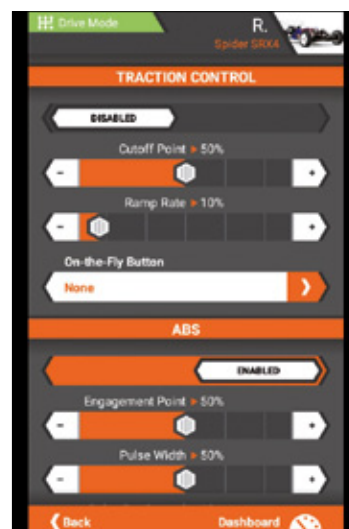 Drive Mode
R.
Spider SRX4
TRACTION CONTROL
DISABLED
Cutoff Point ▸ 50%
- +
Ramp Rate ▸ 10%
- +
On-the-Fly Button
None
ABS
ENABLED
Engagement Point ▸ 50%
- +
Pulse Width ▸ 50%
- +
Back Dashboard